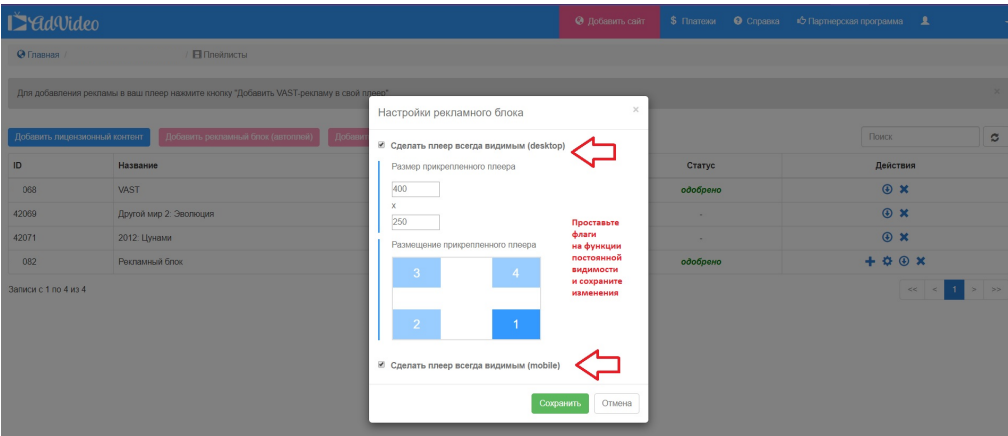 AdVideo
Добавить сайт
$ Платежи
Справка
Партнерская программа
Главная /
/ Плейлисты
Для добавления рекламы в ваш плеер нажмите кнопку "Добавить VAST-рекламу в свой плеер"
×
Добавить лицензионный контент
Добавить рекламный блок (автоплей)
Добавит
Поиск
ID
Название
Статус
Действия
068
VAST
одобрено
42069
Другой мир 2: Эволюция
-
42071
2012: Цунами
-
082
Рекламный блок
одобрено
Записи с 1 по 4 из 4
<< < 1 > >>
Настройки рекламного блока
×
Сделать плеер всегда видимым (desktop)
Размер прикрепленного плеера
400
x
250
Размещение прикрепленного плеера
3
4
2
1
Проставьте
флаги
на функции
постоянной
видимости
и сохраните
изменения
Сделать плеер всегда видимым (mobile)
Сохранить
Отмена